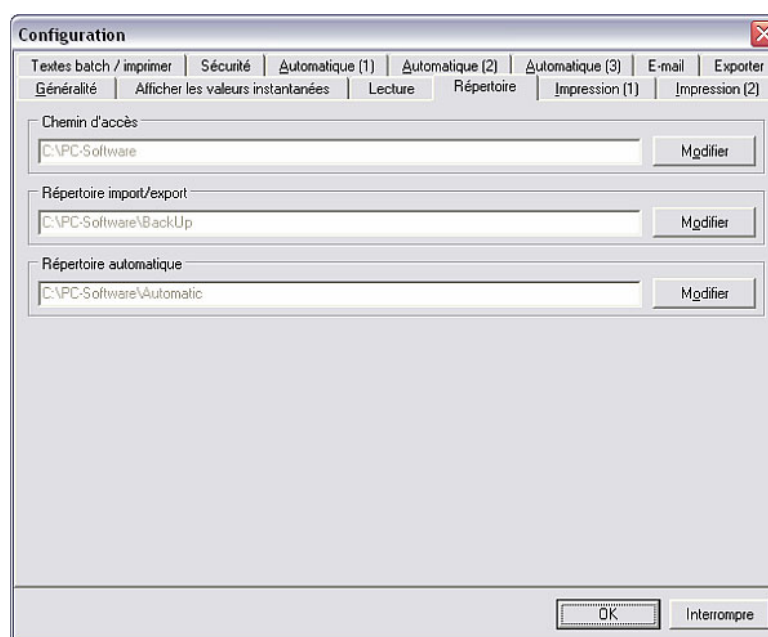 Configuration
Textes batch / imprimer Sécurité Automatique (1) Automatique (2) Automatique (3) E-mail Exporter
Généralité Afficher les valeurs instantanées Lecture Répertoire Impression (1) Impression (2)
Chemin d'accès
C:\PC-Software Modifier
Répertoire import/export
C:\PC-Software\BackUp Modifier
Répertoire automatique
C:\PC-Software\Automatic Modifier
OK Interrompre